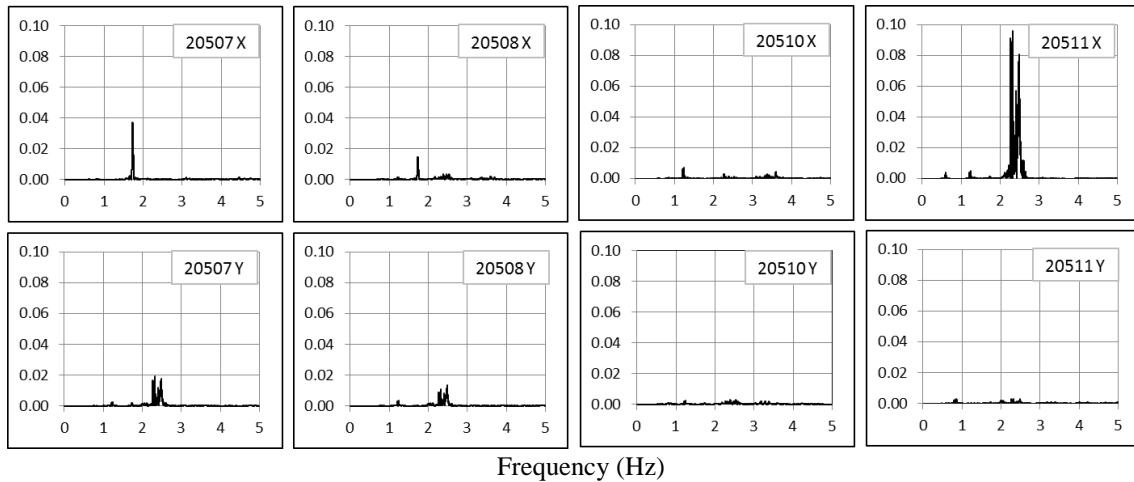 0.10 0.08 0.06 0.04 0.02 0.00
20507 X
0 1 2 3 4 5
0.10 0.08 0.06 0.04 0.02 0.00
20508 X
0 1 2 3 4 5
0.10 0.08 0.06 0.04 0.02 0.00
20510 X
0 1 2 3 4 5
0.10 0.08 0.06 0.04 0.02 0.00
20511 X
0 1 2 3 4 5
0.10 0.08 0.06 0.04 0.02 0.00
20507 Y
0 1 2 3 4 5
0.10 0.08 0.06 0.04 0.02 0.00
20508 Y
0 1 2 3 4 5
0.10 0.08 0.06 0.04 0.02 0.00
20510 Y
0 1 2 3 4 5
0.10 0.08 0.06 0.04 0.02 0.00
20511 Y
0 1 2 3 4 5
Frequency (Hz)